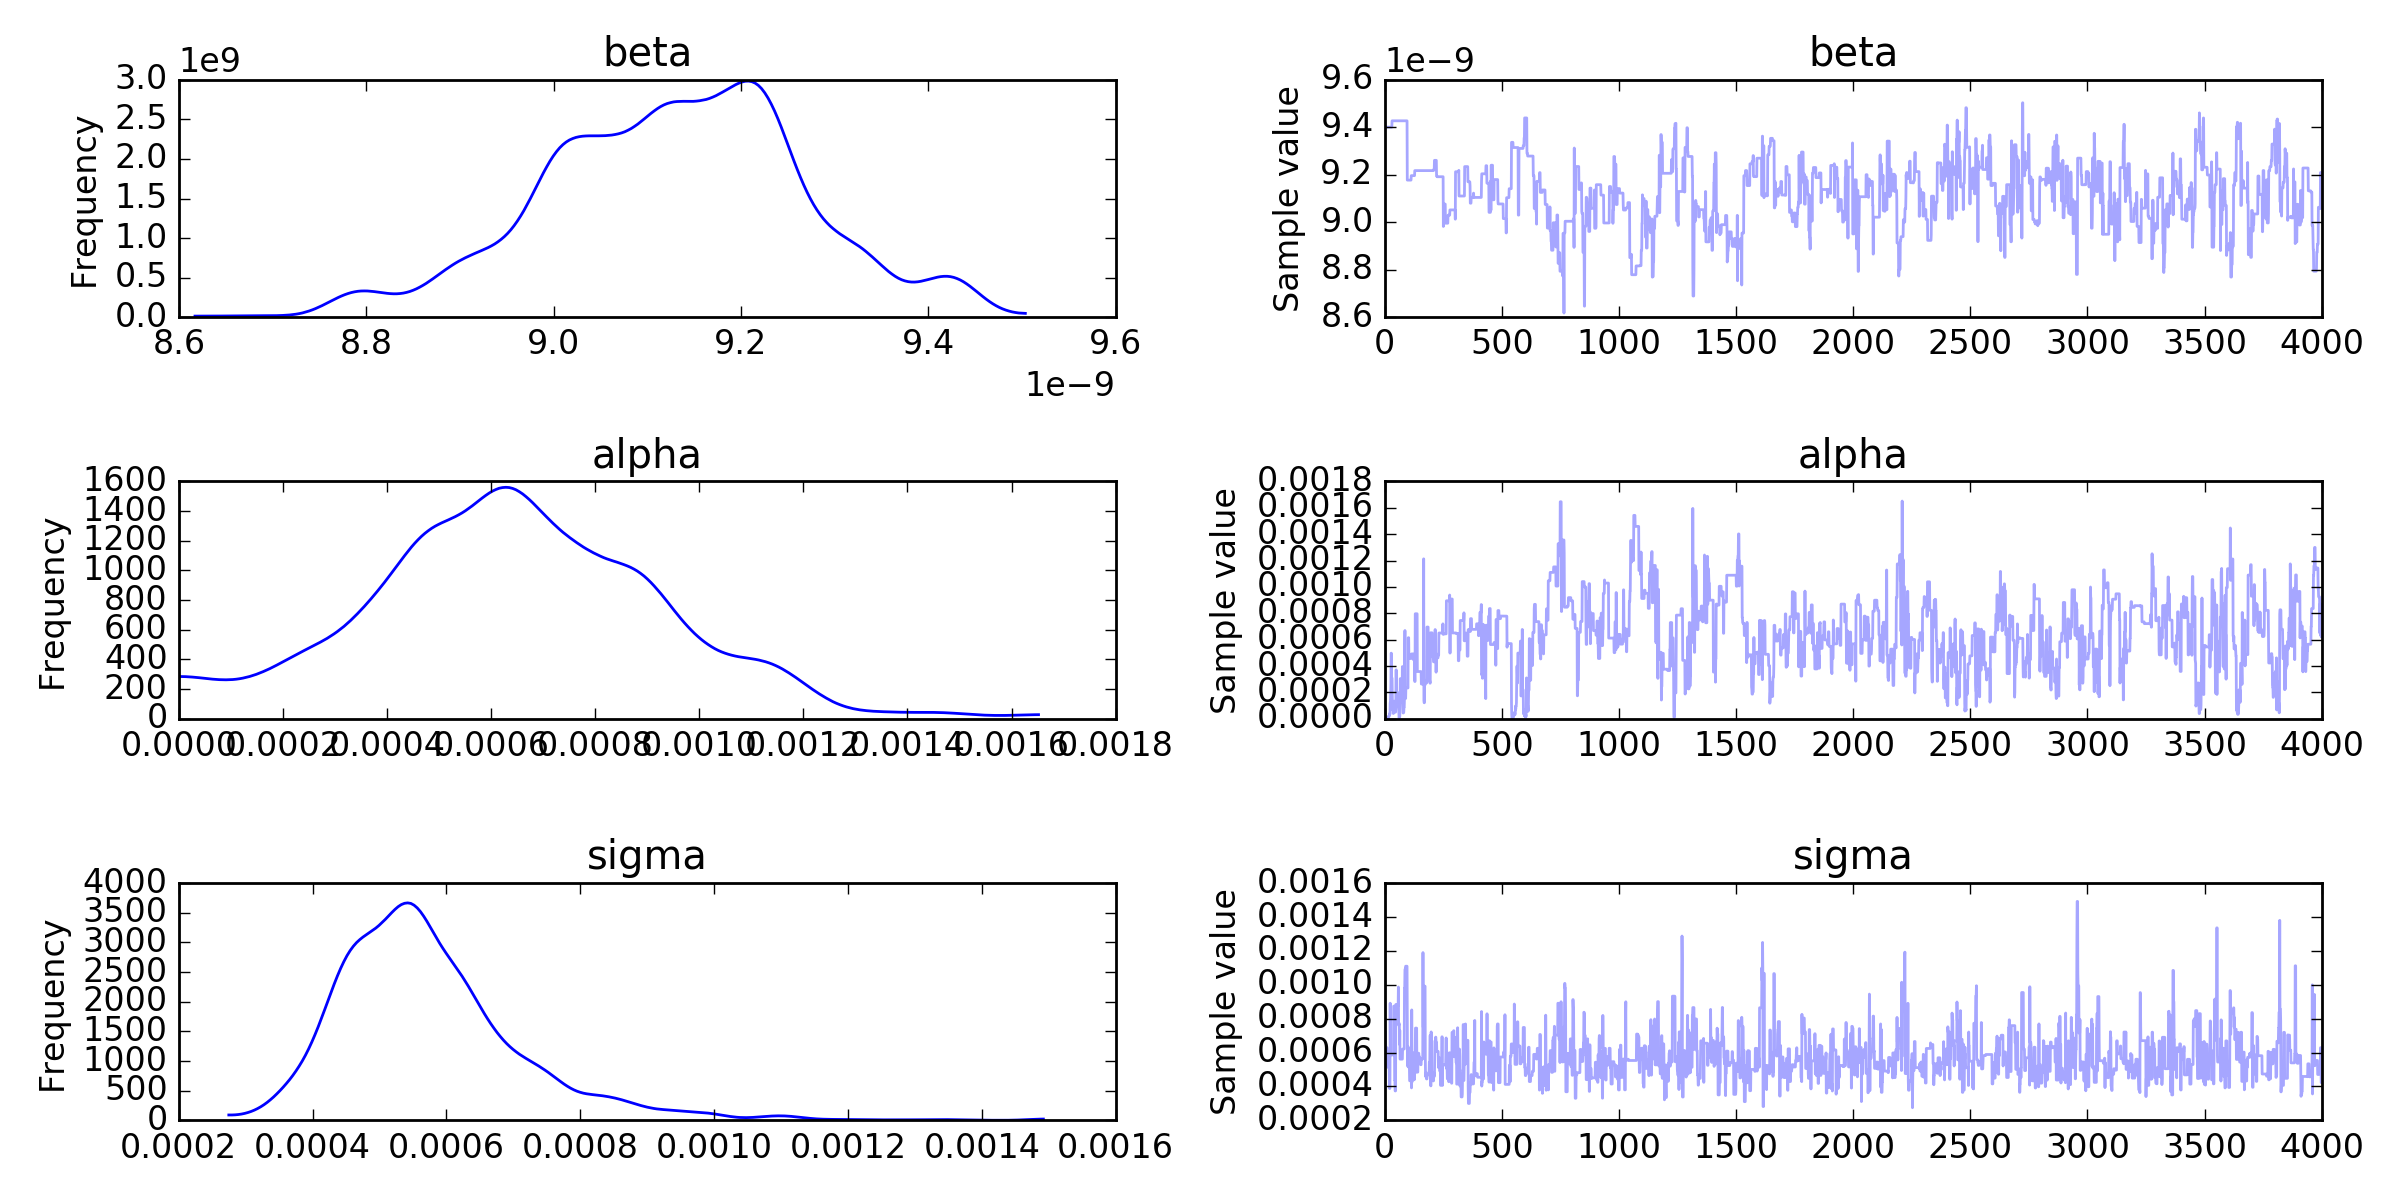 beta
1e9
Frequency
3.0
2.5
2.0
1.5
1.0
0.5
0.0
8.6 8.8 9.0 9.2 9.4 9.6
1e−9
beta
1e−9
Sample value
9.6
9.4
9.2
9.0
8.8
8.6
0 500 1000 1500 2000 2500 3000 3500 4000
alpha
Frequency
1600
1400
1200
1000
800
600
400
200
0
0.0000 0.0002 0.0004 0.0006 0.0008 0.0010 0.0012 0.0014 0.0016 0.0018
alpha
Sample value
0.0018
0.0016
0.0014
0.0012
0.0010
0.0008
0.0006
0.0004
0.0002
0.0000
0 500 1000 1500 2000 2500 3000 3500 4000
sigma
Frequency
4000
3500
3000
2500
2000
1500
1000
500
0
0.0002 0.0004 0.0006 0.0008 0.0010 0.0012 0.0014 0.0016
sigma
Sample value
0.0016
0.0014
0.0012
0.0010
0.0008
0.0006
0.0004
0.0002
0 500 1000 1500 2000 2500 3000 3500 4000